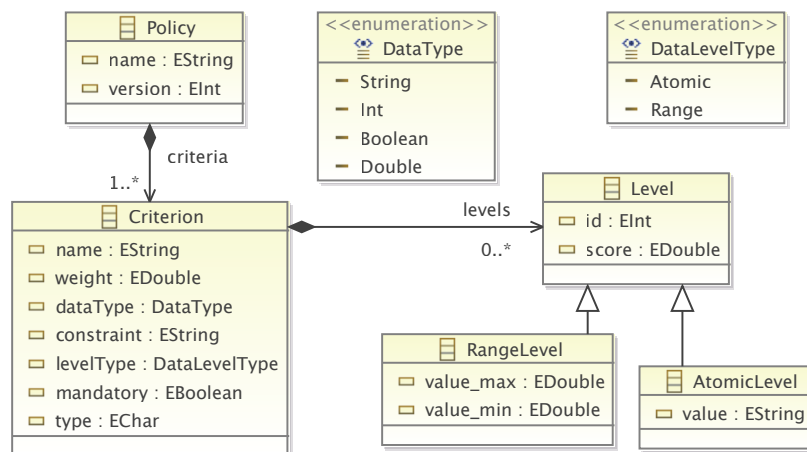 Policy
name : EString
version : EInt
<<enumeration>>
DataType
String
Int
Boolean
Double
<<enumeration>>
DataLevelType
Atomic
Range
criteria
1..*
Criterion
name : EString
weight : EDouble
dataType : DataType
constraint : EString
levelType : DataLevelType
mandatory : EBoolean
type : EChar
levels
0..*
Level
id : EInt
score : EDouble
RangeLevel
value_max : EDouble
value_min : EDouble
AtomicLevel
value : EString